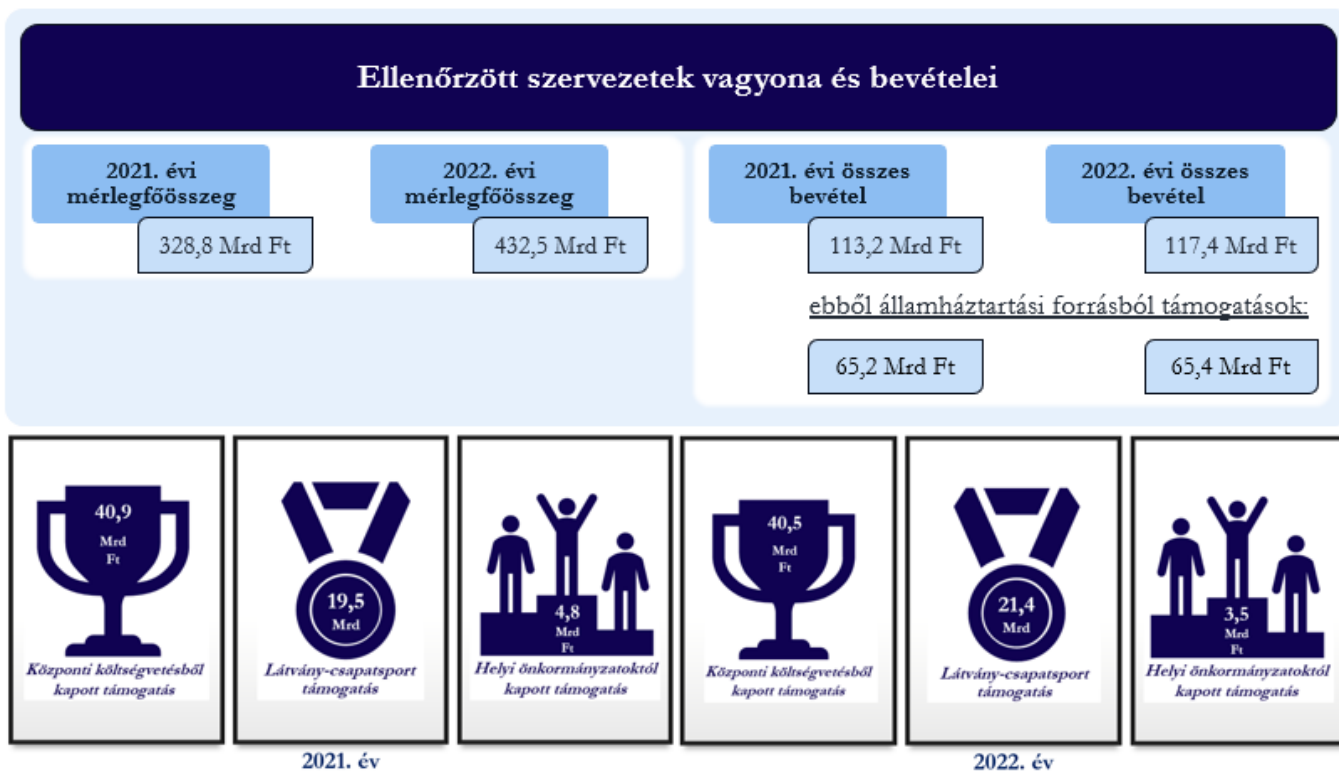 Ellenőrzött szervezetek vagyona és bevételei
2021. évi
mérlegfőösszeg
328,8 Mrd Ft
2022. évi
mérlegfőösszeg
432,5 Mrd Ft
2021. évi összes
bevétel
113,2 Mrd Ft
2022. évi összes
bevétel
117,4 Mrd Ft
ebből államháztartási forrásból támogatások:
65,2 Mrd Ft
65,4 Mrd Ft
40,9
Mrd
Ft
Központi költségvetésből
kapott támogatás
19,5
Mrd
Látvány-csapatsport
támogatás
4,8
Mrd
Ft
Helyi önkormányzatoktól
kapott támogatás
2021. év
40,5
Mrd
Ft
Központi költségvetésből
kapott támogatás
21,4
Mrd
Látvány-csapatsport
támogatás
3,5
Mrd
Ft
Helyi önkormányzatoktól
kapott támogatás
2022. év